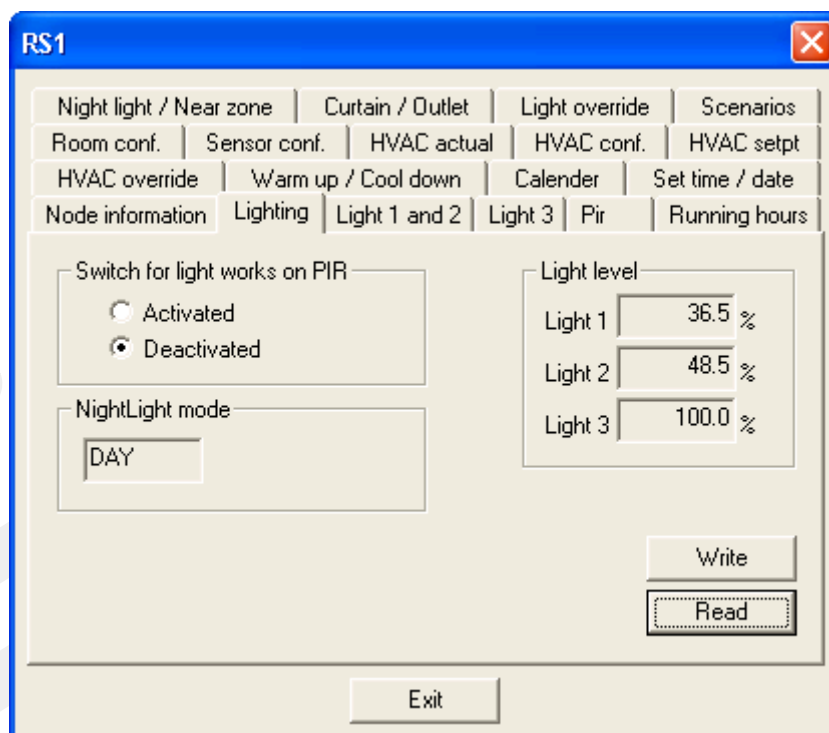 RS1
Night light / Near zone Curtain / Outlet Light override Scenarios
Room conf. Sensor conf. HVAC actual HVAC conf. HVAC setpt
HVAC override Warm up / Cool down Calender Set time / date
Node information Lighting Light 1 and 2 Light 3 Pir Running hours
Switch for light works on PIR
Activated
Deactivated
NightLight mode
DAY
Light level
Light 1 36.5 %
Light 2 48.5 %
Light 3 100.0 %
Write
Read
Exit